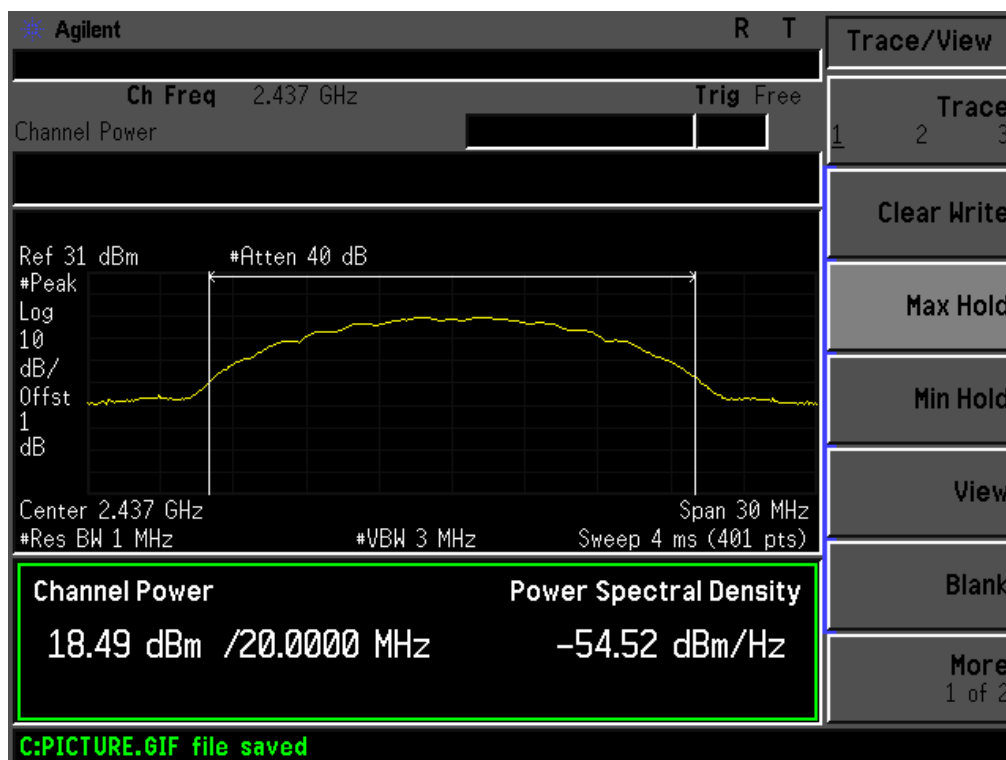 Agilent R T
Trace/View
Ch Freq 2.437 GHz Trig Free
Channel Power
Trace
1 2 3
Clear Write
Ref 31 dBm #Atten 40 dB
#Peak
Log
10
dB/
Offst
1
dB
Max Hold
Min Hold
View
Center 2.437 GHz Span 30 MHz
#Res BW 1 MHz #VBW 3 MHz Sweep 4 ms (401 pts)
Channel Power Power Spectral Density
18.49 dBm /20.0000 MHz -54.52 dBm/Hz
Blank
More
1 of 2
C:PICTURE.GIF file saved